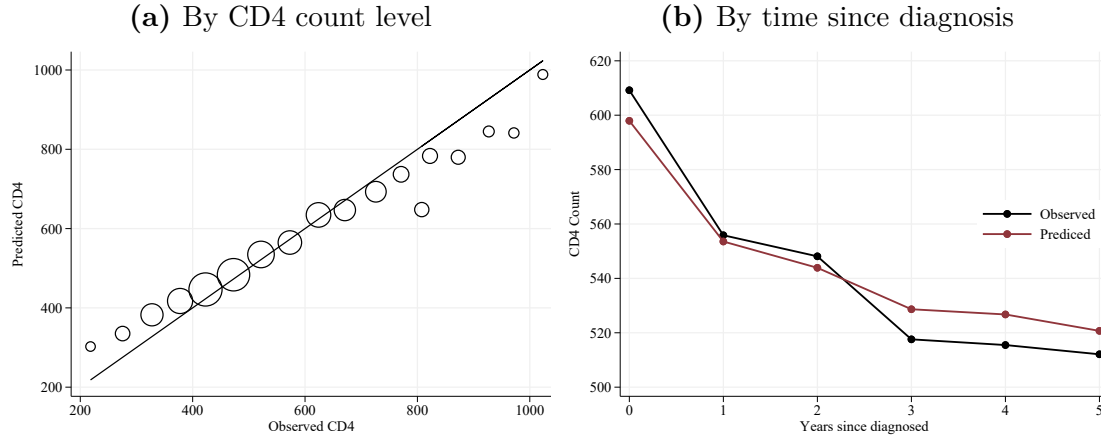 (a) By CD4 count level
1000
800
600
400
200
Predicted CD4
200
400
600
800
1000
Observed CD4
(b) By time since diagnosis
620
600
580
560
540
520
500
CD4 Count
0
1
2
3
4
5
Years since diagnosed
Observed
Prediced